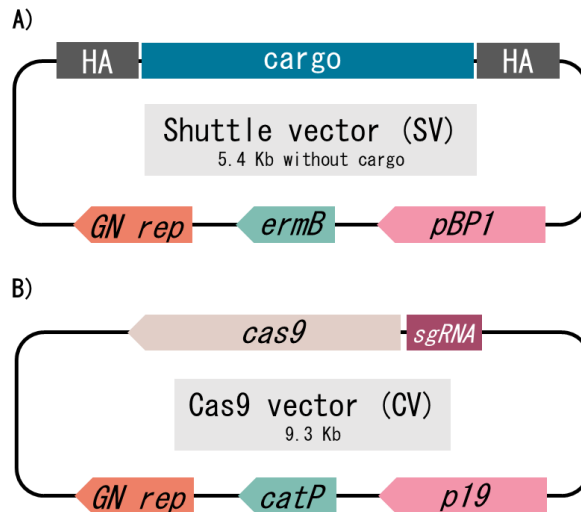 A)
HA cargo HA
Shuttle vector (SV)
5.4 Kb without cargo
GN rep ermB pBP1
B)
cas9 sgRNA
Cas9 vector (CV)
9.3 Kb
GN rep catP p19